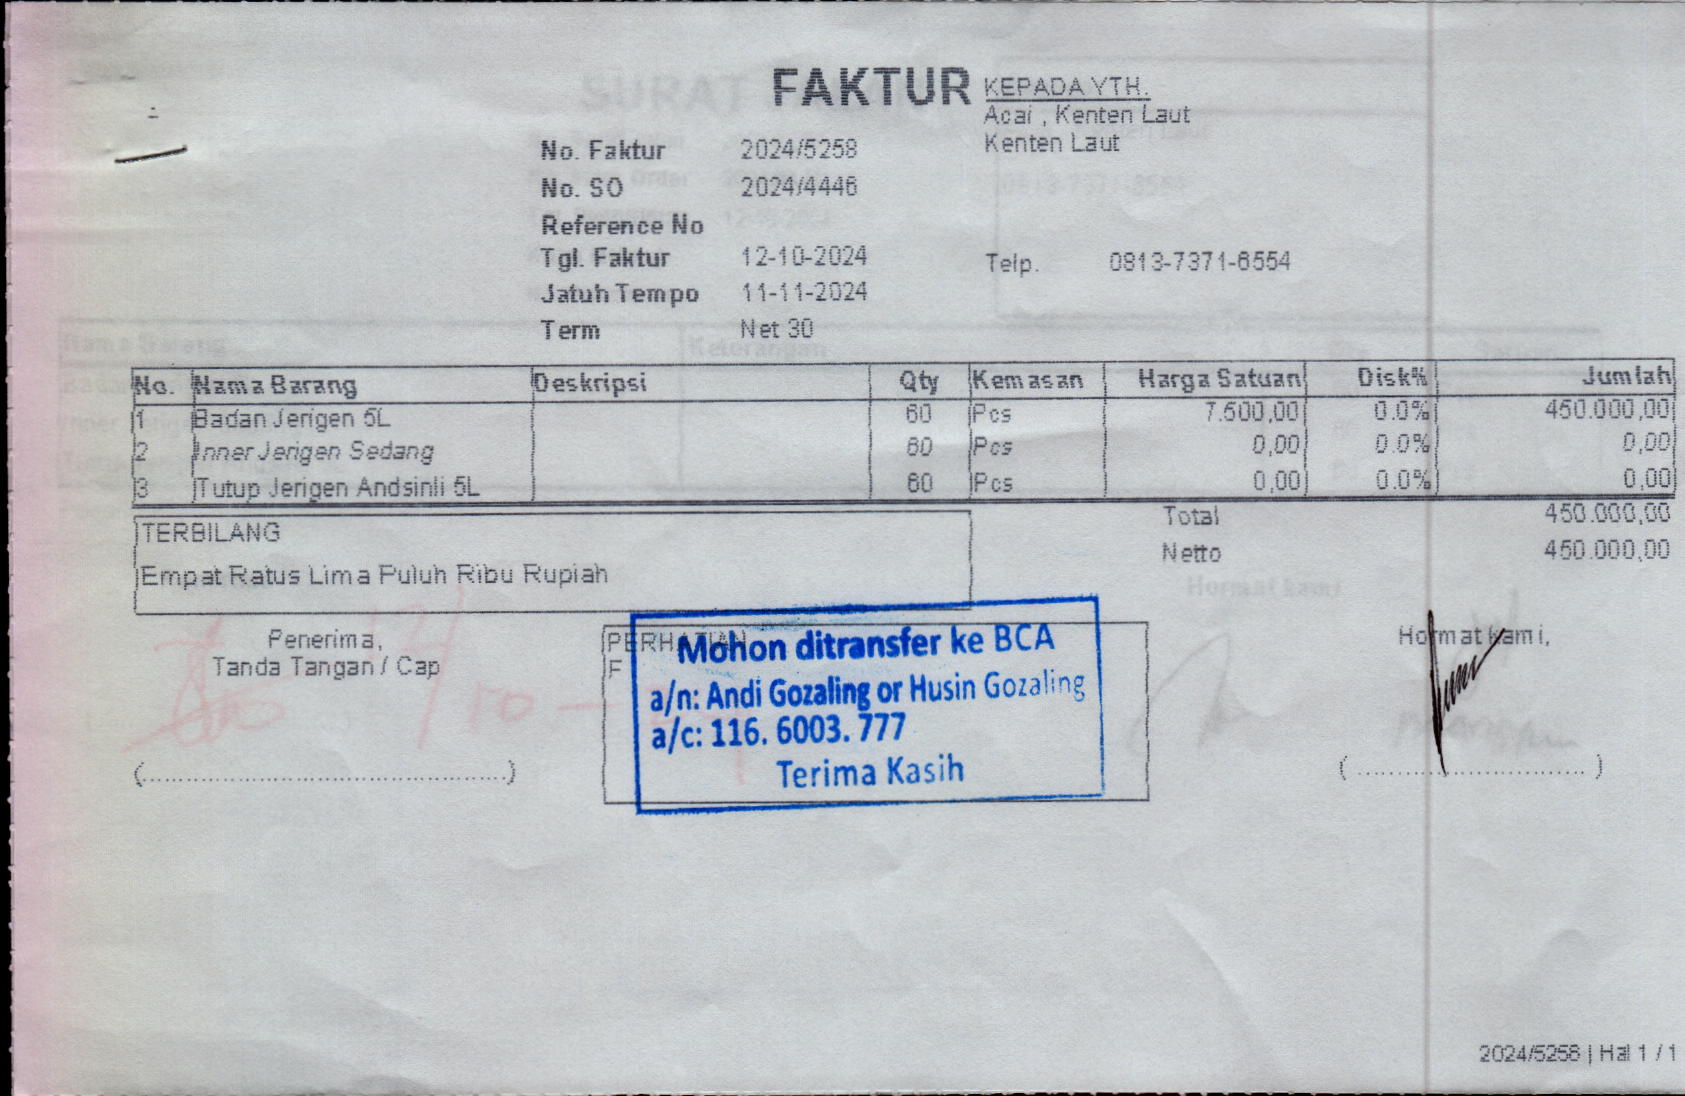 FAKTUR
KEPADA YTH.
Acai , Kenten Laut
Kenten Laut
No. Faktur 2024/5258
No. SO 2024/4446
Reference No
Tgl. Faktur 12-10-2024
Telp. 0813-7371-6554
Jatuh Tempo 11-11-2024
Term Net 30
No. Nama Barang Deskripsi Qty Kemasan Harga Satuan Disk% Jumlah
1 Badan Jerigen 5L 60 Pcs 7.500,00 0.0% 450.000,00
2 Inner Jerigen Sedang 60 Pcs 0,00 0.0% 0,00
3 Tutup Jerigen Andsinli 5L 60 Pcs 0,00 0.0% 0,00
Total 450.000,00
Netto 450.000,00
TERBILANG
Empat Ratus Lima Puluh Ribu Rupiah
Penerima,
Tanda Tangan / Cap
(..................................................)
PERHATIAN
F
Mohon ditransfer ke BCA
a/n: Andi Gozaling or Husin Gozaling
a/c: 116. 6003. 777
Terima Kasih
Hormat kami,
( ................................ )
2024/5258 | Hal 1 / 1